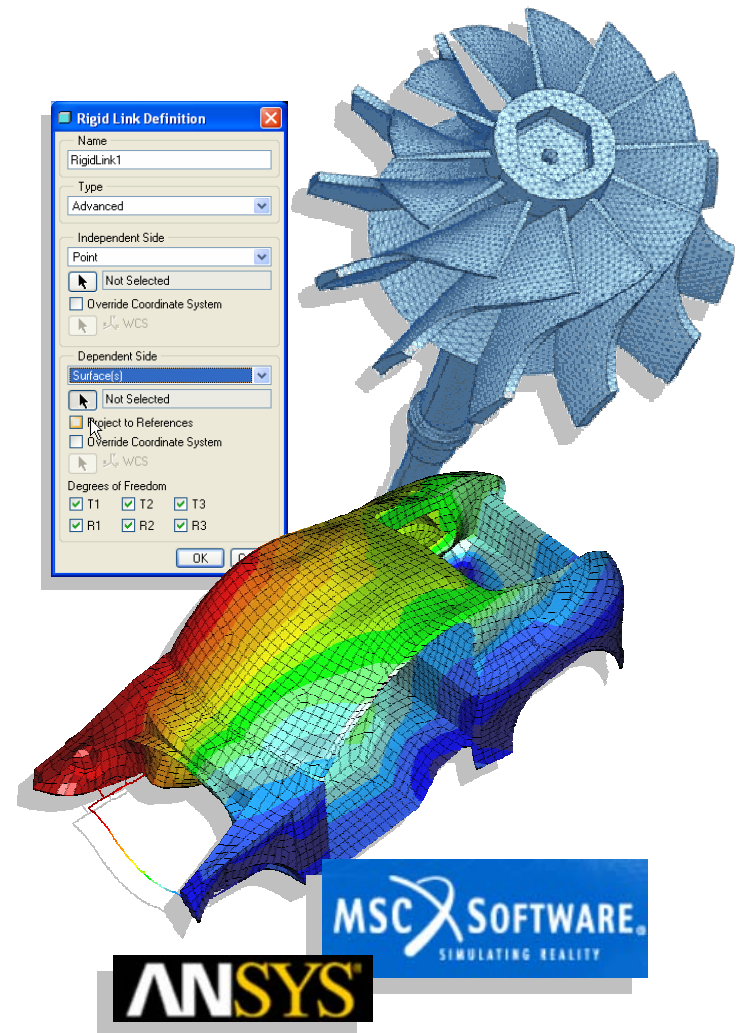 Rigid Link Definition
Name
RigidLink1
Type
Advanced
Independent Side
Point
Not Selected
Override Coordinate System
WCS
Dependent Side
Surface(s)
Not Selected
Project to References
Override Coordinate System
WCS
Degrees of Freedom
T1 T2 T3
R1 R2 R3
OK
MSC SOFTWARE®
SIMULATING REALITY
ANSYS®